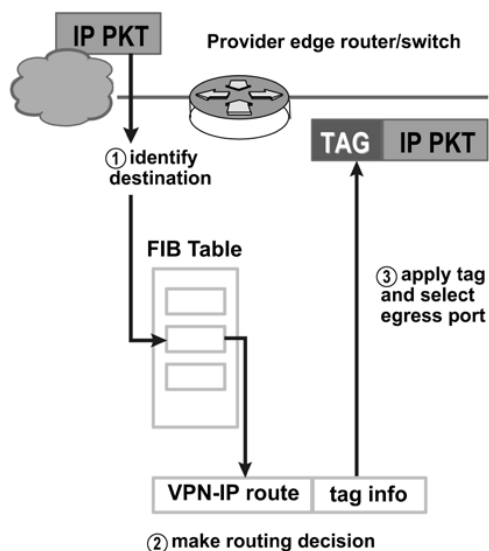 IP PKT
Provider edge router/switch
TAG IP PKT
① identify
destination
FIB Table
③ apply tag
and select
egress port
VPN-IP route tag info
② make routing decision